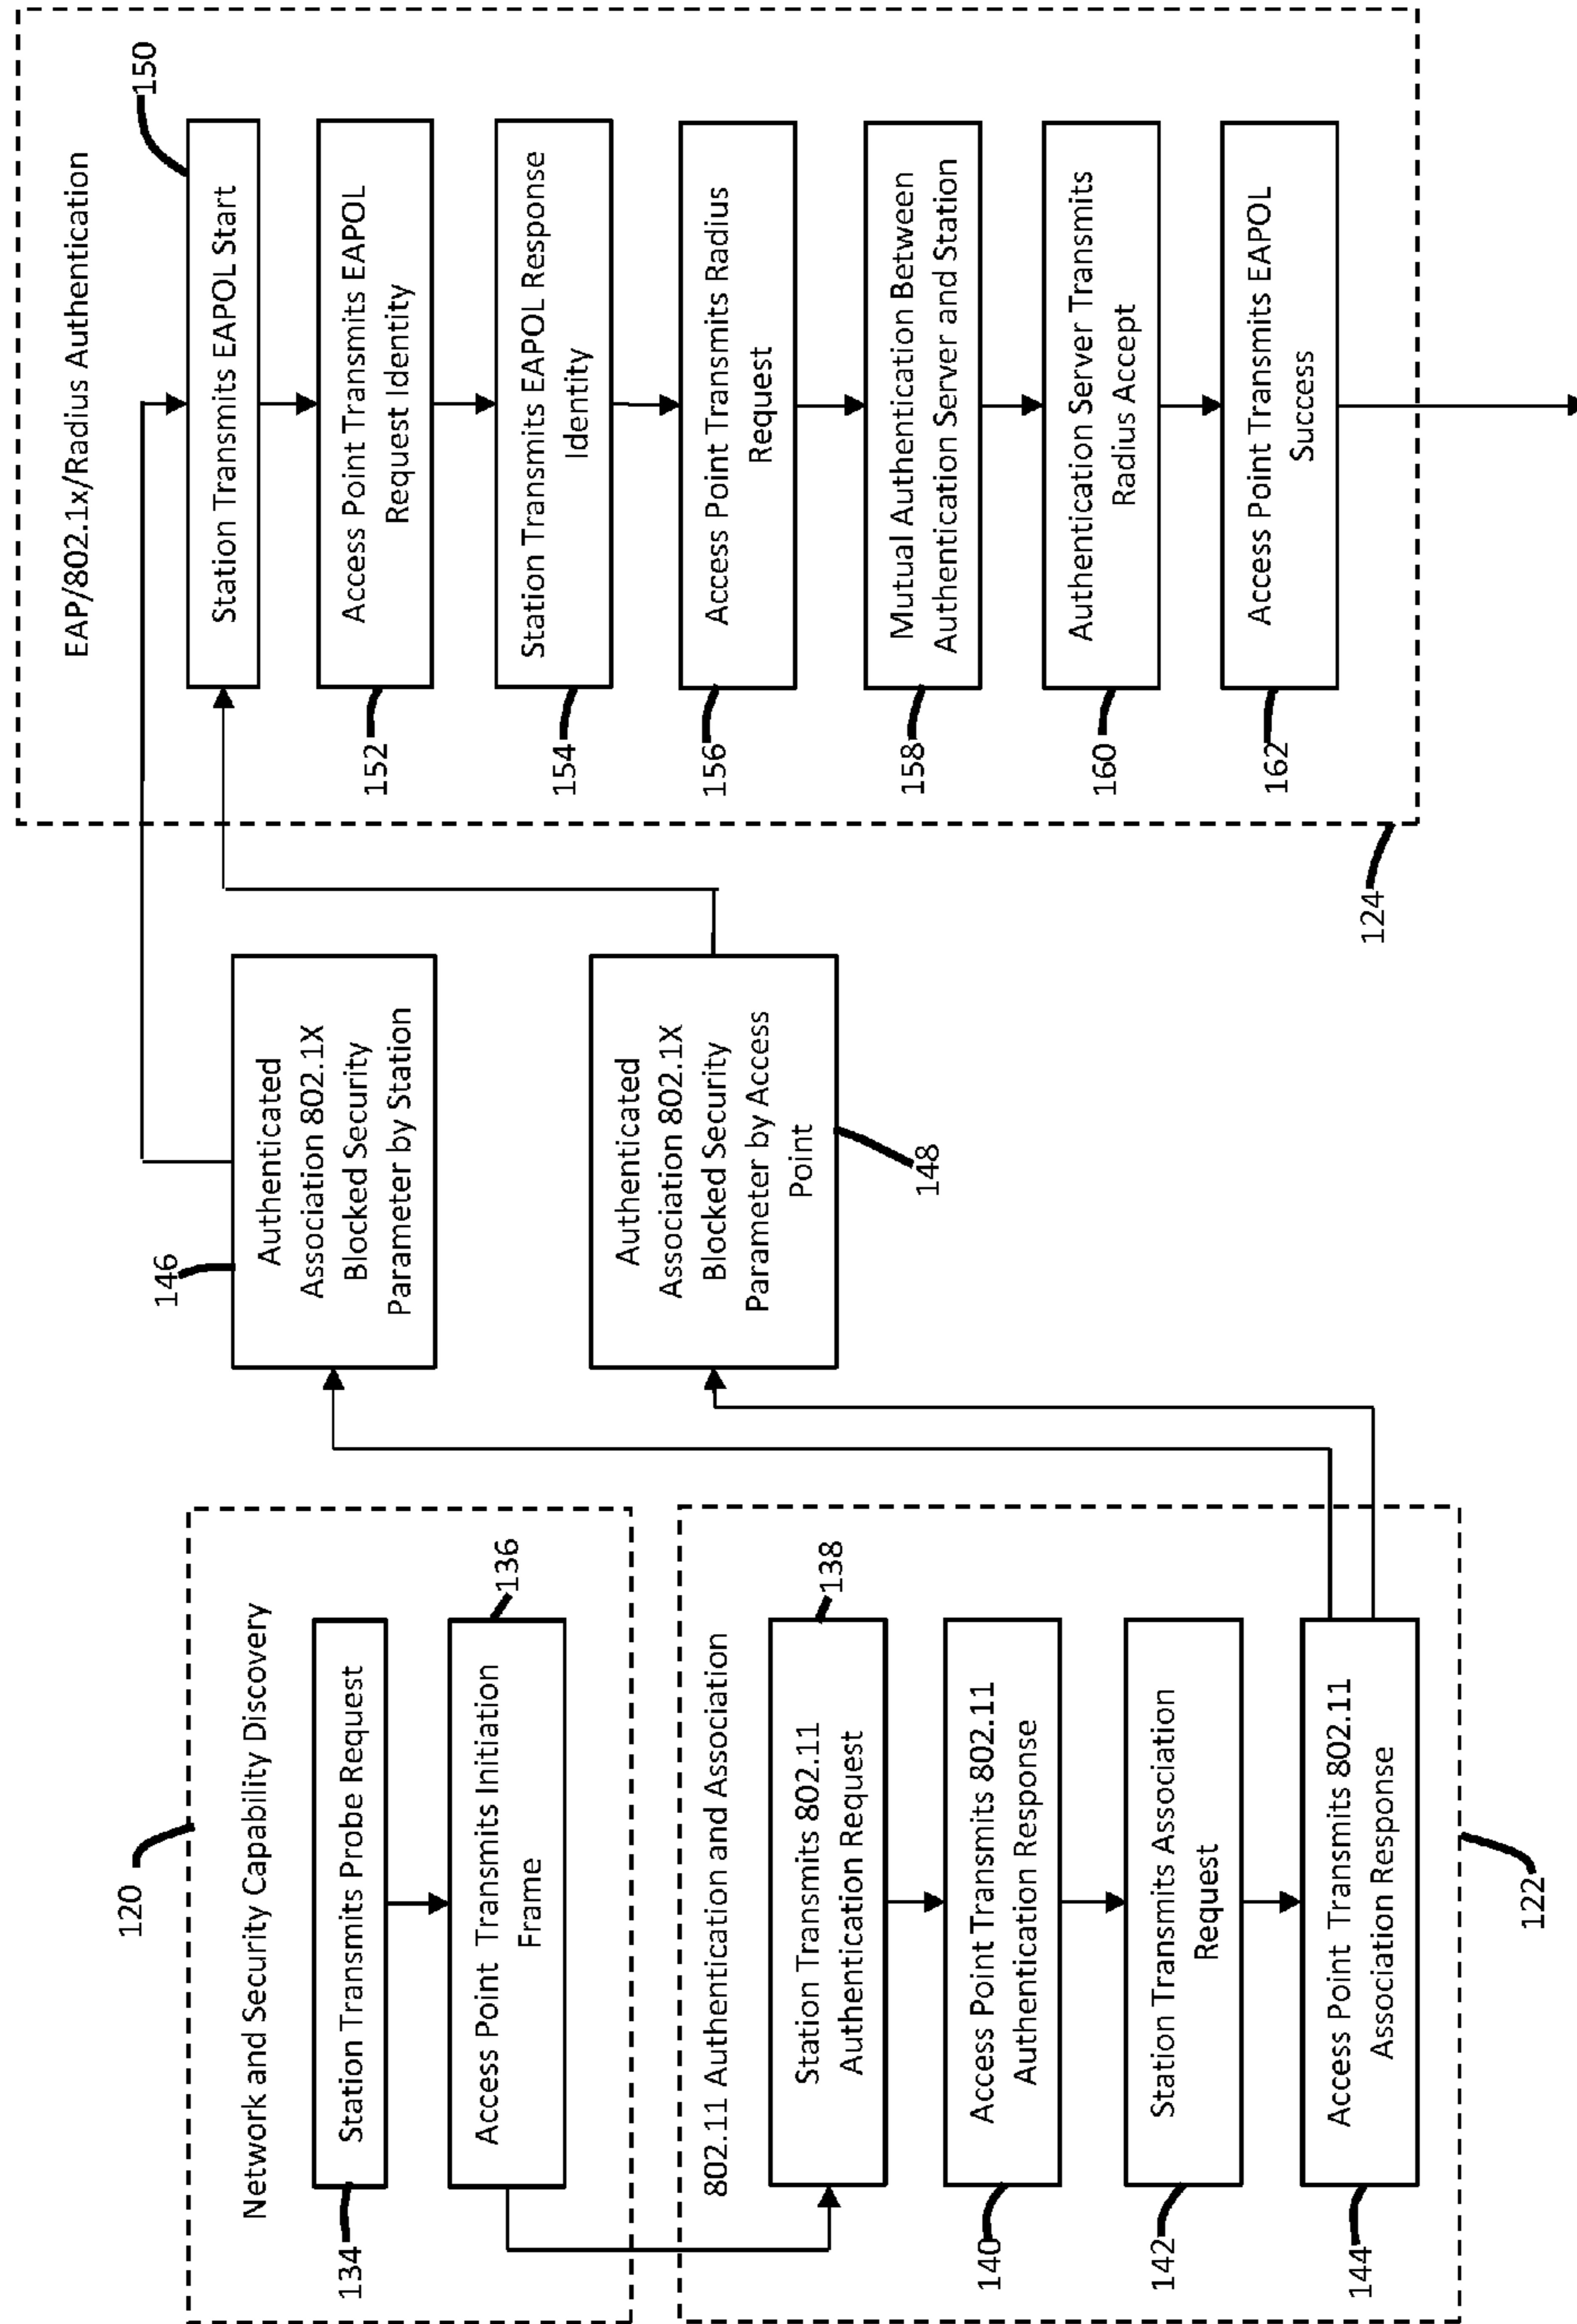 120
Network and Security Capability Discovery
134
Station Transmits Probe Request
Access Point Transmits Initiation
Frame
136
802.11 Authentication and Association
Station Transmits 802.11
Authentication Request
138
140
Access Point Transmits 802.11
Authentication Response
142
Station Transmits Association
Request
144
Access Point Transmits 802.11
Association Response
122
146
Authenticated
Association 802.1X
Blocked Security
Parameter by Station
Authenticated
Association 802.1X
Blocked Security
Parameter by Access
Point
148
EAP/802.1x/Radius Authentication
150
Station Transmits EAPOL Start
152
Access Point Transmits EAPOL
Request Identity
154
Station Transmits EAPOL Response
Identity
156
Access Point Transmits Radius
Request
158
Mutual Authentication Between
Authentication Server and Station
160
Authentication Server Transmits
Radius Accept
162
Access Point Transmits EAPOL
Success
124